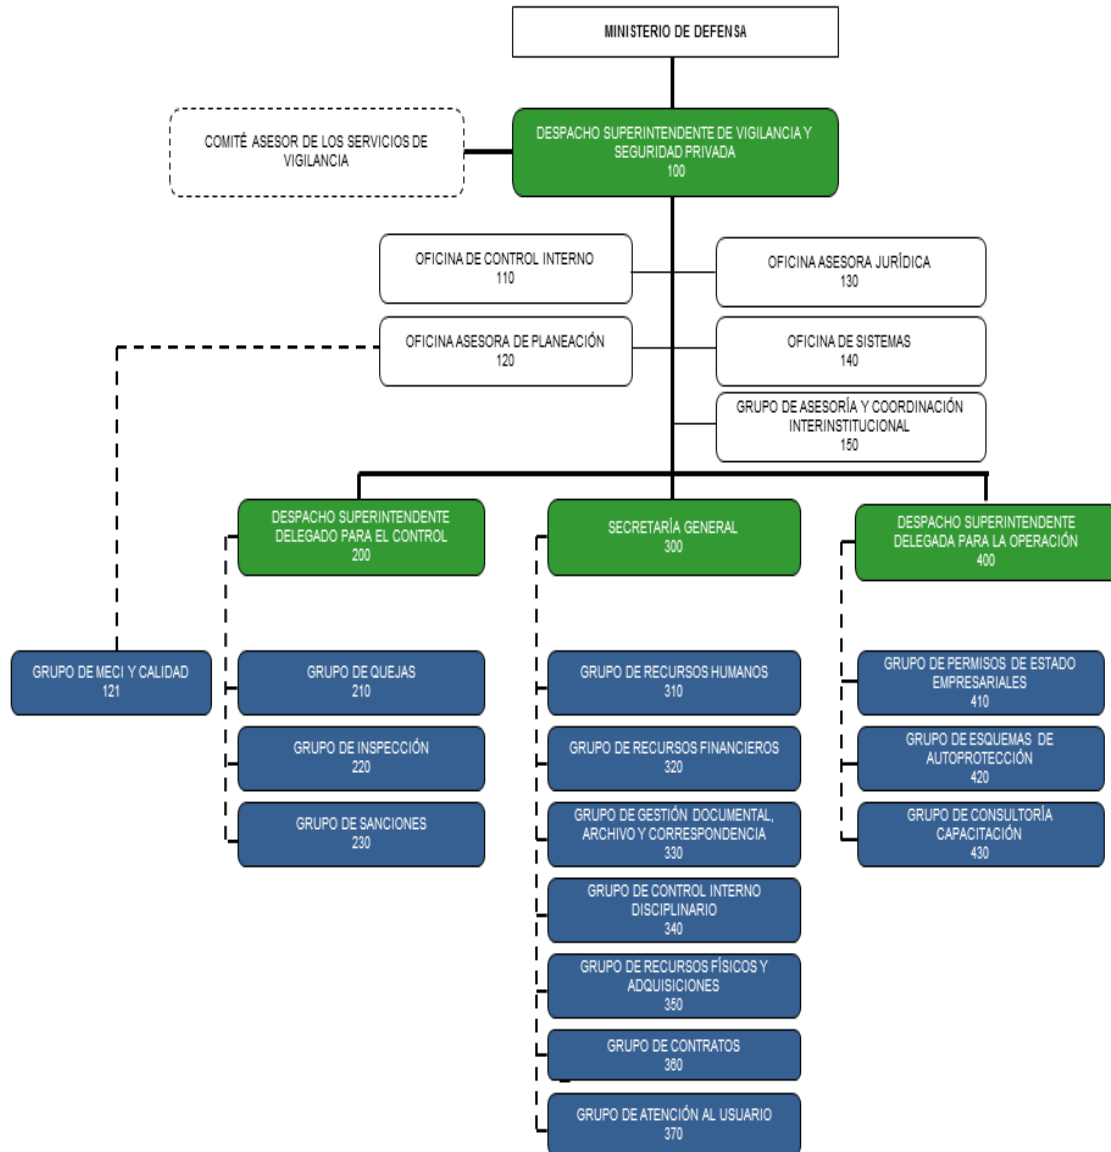 MINISTERIO DE DEFENSA
COMITÉ ASESOR DE LOS SERVICIOS DE
VIGILANCIA
DESPACHO SUPERINTENDENTE DE VIGILANCIA Y
SEGURIDAD PRIVADA
100
OFICINA DE CONTROL INTERNO
110
OFICINA ASESORA JURÍDICA
130
OFICINA ASESORA DE PLANEACIÓN
120
OFICINA DE SISTEMAS
140
GRUPO DE ASESORÍA Y COORDINACIÓN
INTERINSTITUCIONAL
150
DESPACHO SUPERINTENDENTE
DELEGADO PARA EL CONTROL
200
SECRETARÍA GENERAL
300
DESPACHO SUPERINTENDENTE
DELEGADA PARA LA OPERACIÓN
400
GRUPO DE MECI Y CALIDAD
121
GRUPO DE QUEJAS
210
GRUPO DE INSPECCIÓN
220
GRUPO DE SANCIONES
230
GRUPO DE RECURSOS HUMANOS
310
GRUPO DE RECURSOS FINANCIEROS
320
GRUPO DE GESTIÓN DOCUMENTAL,
ARCHIVO Y CORRESPONDENCIA
330
GRUPO DE CONTROL INTERNO
DISCIPLINARIO
340
GRUPO DE RECURSOS FÍSICOS Y
ADQUISICIONES
350
GRUPO DE CONTRATOS
360
GRUPO DE ATENCIÓN AL USUARIO
370
GRUPO DE PERMISOS DE ESTADO
EMPRESARIALES
410
GRUPO DE ESQUEMAS DE
AUTOPROTECCIÓN
420
GRUPO DE CONSULTORÍA
CAPACITACIÓN
430